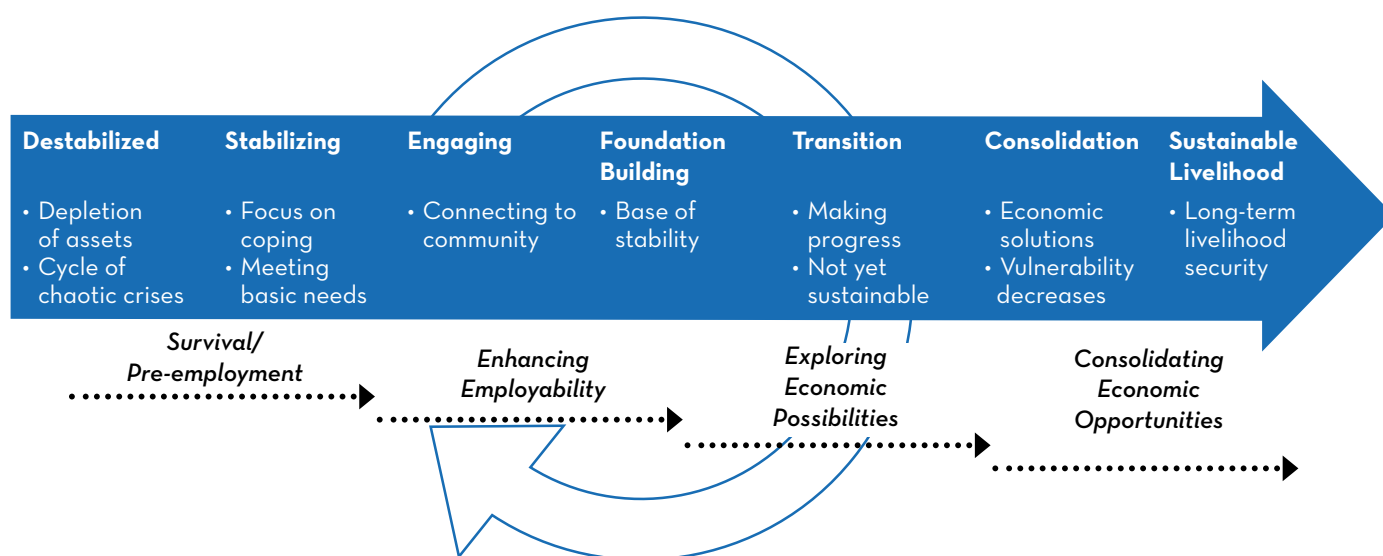 Destabilized
• Depletion
of assets
• Cycle of
chaotic crises
Stabilizing
• Focus on
coping
• Meeting
basic needs
Engaging
• Connecting to
community
Foundation
Building
• Base of
stability
Transition
• Making
progress
• Not yet
sustainable
Consolidation
• Economic
solutions
• Vulnerability
decreases
Sustainable
Livelihood
• Long-term
livelihood
security
Survival/
Pre-employment
Enhancing
Employability
Exploring
Economic
Possibilities
Consolidating
Economic
Opportunities